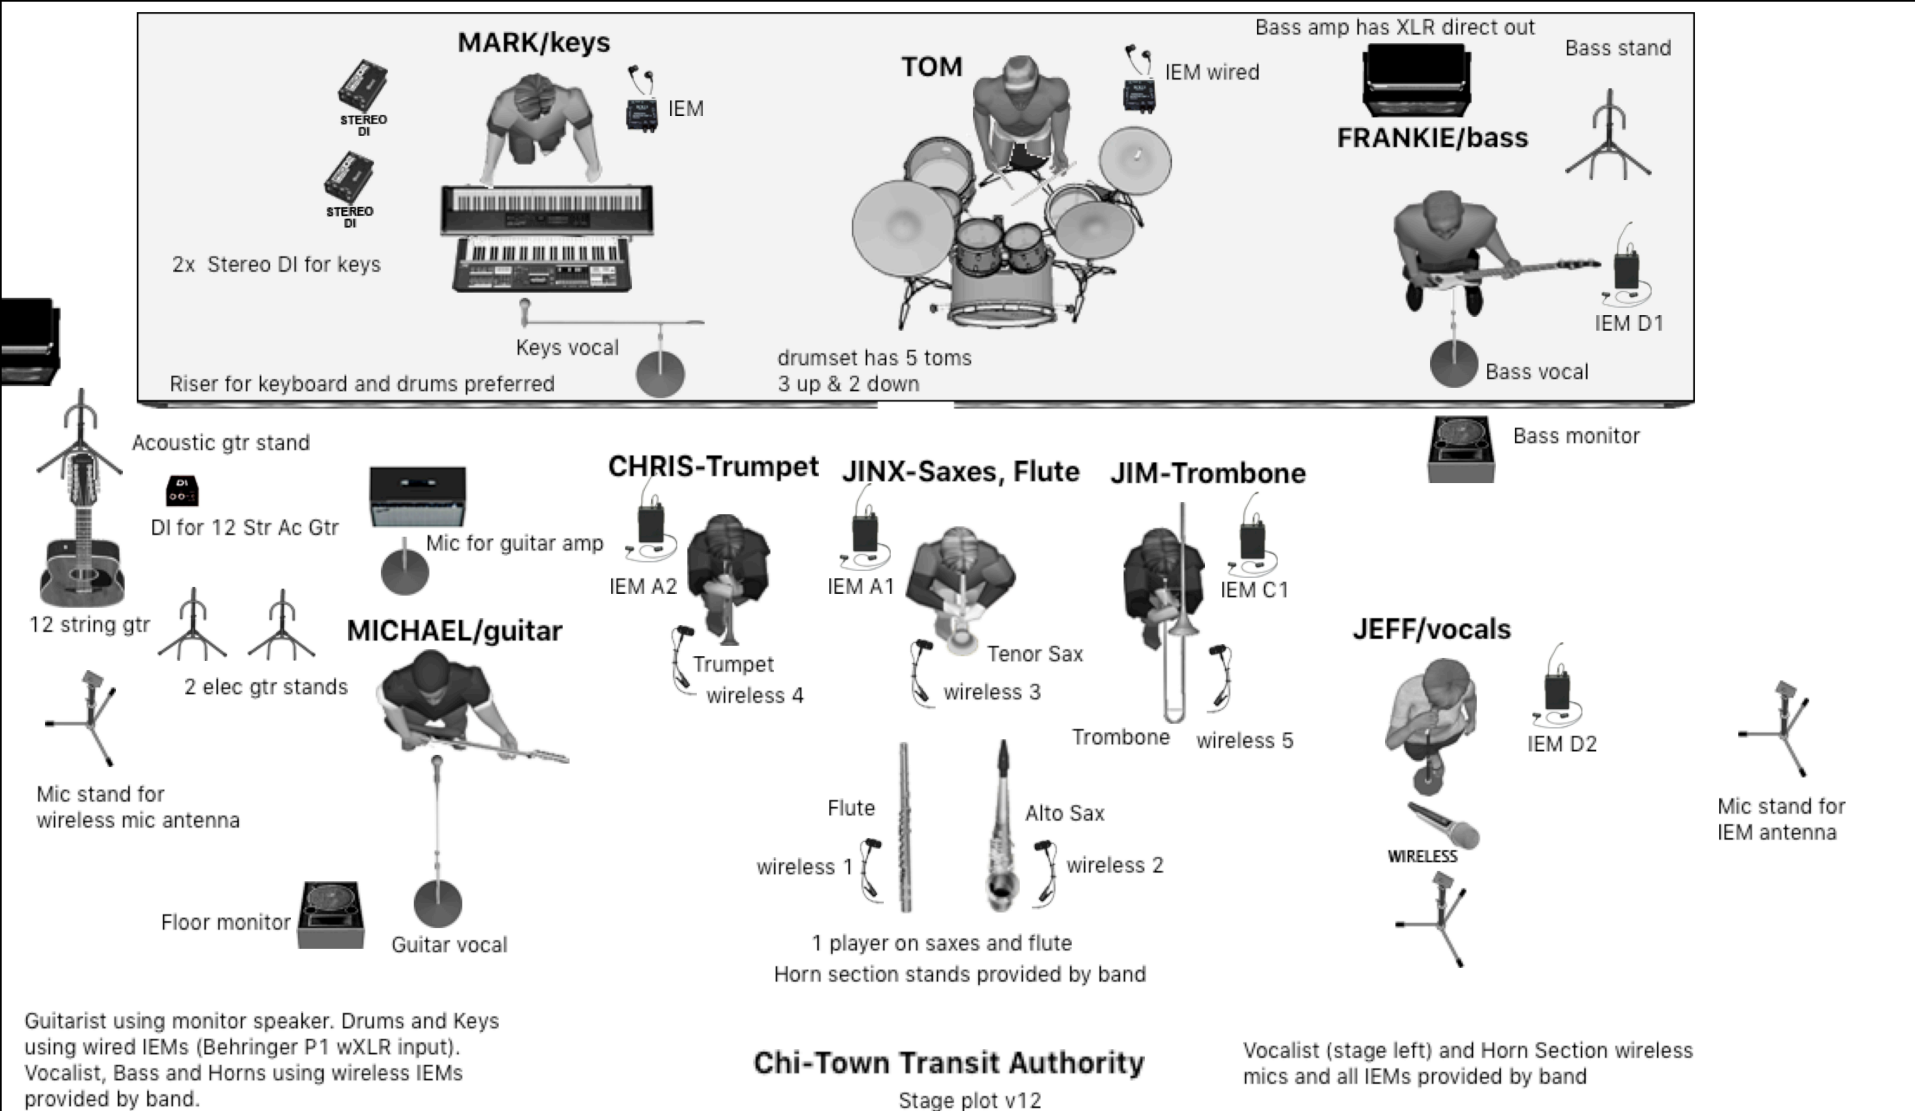 Bass amp has XLR direct out
MARK/keys
TOM
Bass stand
IEM wired
IEM
STEREO
DI
FRANKIE/bass
STEREO
DI
2x Stereo DI for keys
IEM D1
Keys vocal
drumset has 5 toms
3 up & 2 down
Bass vocal
Riser for keyboard and drums preferred
Acoustic gtr stand
Bass monitor
CHRIS-Trumpet
JINX-Saxes, Flute
JIM-Trombone
DI
DI for 12 Str Ac Gtr
Mic for guitar amp
IEM A2
IEM A1
IEM C1
12 string gtr
MICHAEL/guitar
JEFF/vocals
Trumpet
wireless 4
Tenor Sax
wireless 3
2 elec gtr stands
Trombone
wireless 5
IEM D2
Mic stand for
wireless mic antenna
Flute
Alto Sax
Mic stand for
IEM antenna
wireless 1
wireless 2
WIRELESS
Floor monitor
Guitar vocal
1 player on saxes and flute
Horn section stands provided by band
Guitarist using monitor speaker. Drums and Keys
using wired IEMs (Behringer P1 wXLR input).
Vocalist, Bass and Horns using wireless IEMs
provided by band.
Chi-Town Transit Authority
Stage plot v12
Vocalist (stage left) and Horn Section wireless
mics and all IEMs provided by band